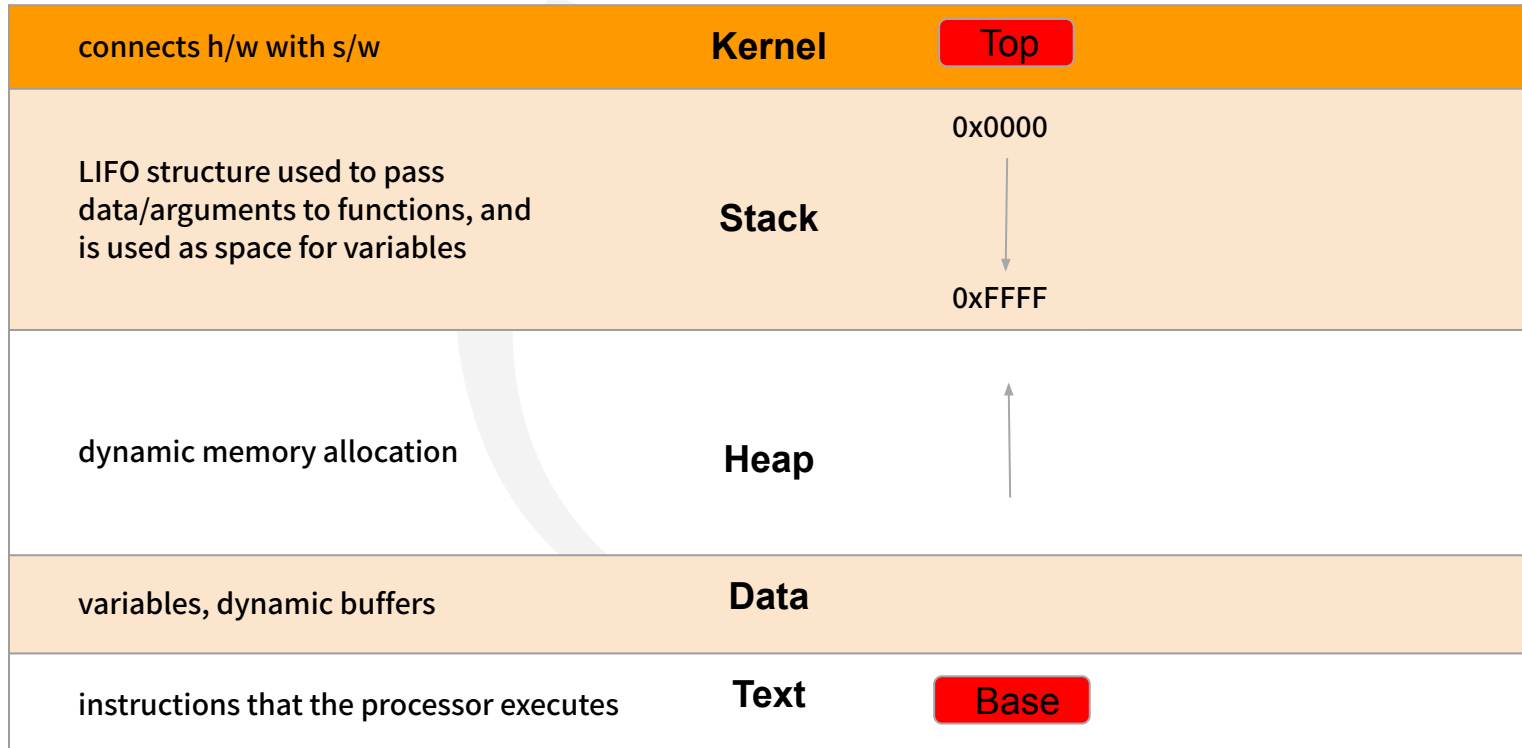 connects h/w with s/w
Kernel
Top
0x0000
LIFO structure used to pass
data/arguments to functions, and
is used as space for variables
Stack
0xFFFF
dynamic memory allocation
Heap
variables, dynamic buffers
Data
instructions that the processor executes
Text
Base